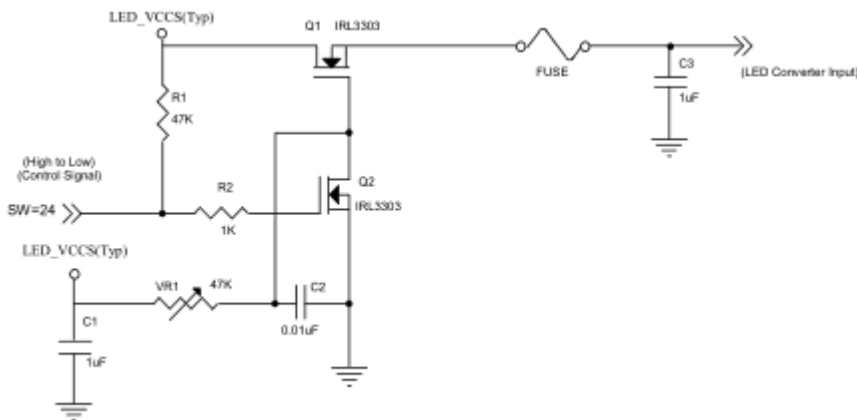 LED_VCCS(Typ)
Q1 IRL3303
R1
47K
FUSE
C3
1uF
(LED Converter Input)
(High to Low)
(Control Signal)
SW=24
R2
1K
Q2
IRL3303
LED_VCCS(Typ)
VR1 47K
C1
1uF
C2
0.01uF